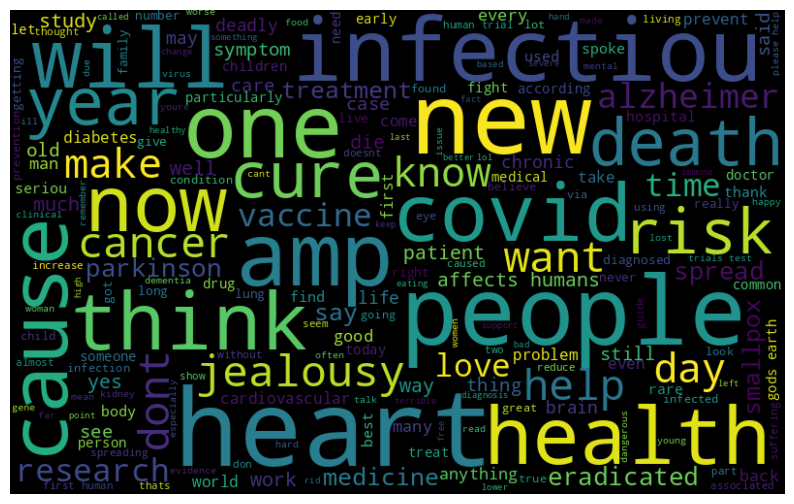 called worse food human trial lot hand made
study let thought number may deadly early every living prevent please help
will infectiou said
family symptom need used spoke
due virus change something children based severe mental
year getting particularly care treatment fight according alzheimer
youre case found fact hospital
prevention ill diabetes healthy live come death
old give one die last issue new
man make doesnt better lol chronic doctor
well cure know medical time immune
seriou condition cant first believe take thank
much remember now vaccine eye via using happy
clinical covid really risk
cause cancer amp keep patient lost want diagnosed never
increase parkinson caused right affects humans spread trials test
high dementia drug lung eating common
woman got long find life people guide
child think say going women support
seem good two bad problem look smallpox
almost someone often today love reduce still even left gods earth
infection without jealousy way thing day
yes dont show cardiovascular rare infected
gene mean kidney talk diagnosis help suffering
far point body especially terrible brain dangerous
see person spreading best many great young
heart free read health
hard treat true part
research evidence don rid medicine anything eradicated back
first human thats world work lower associated